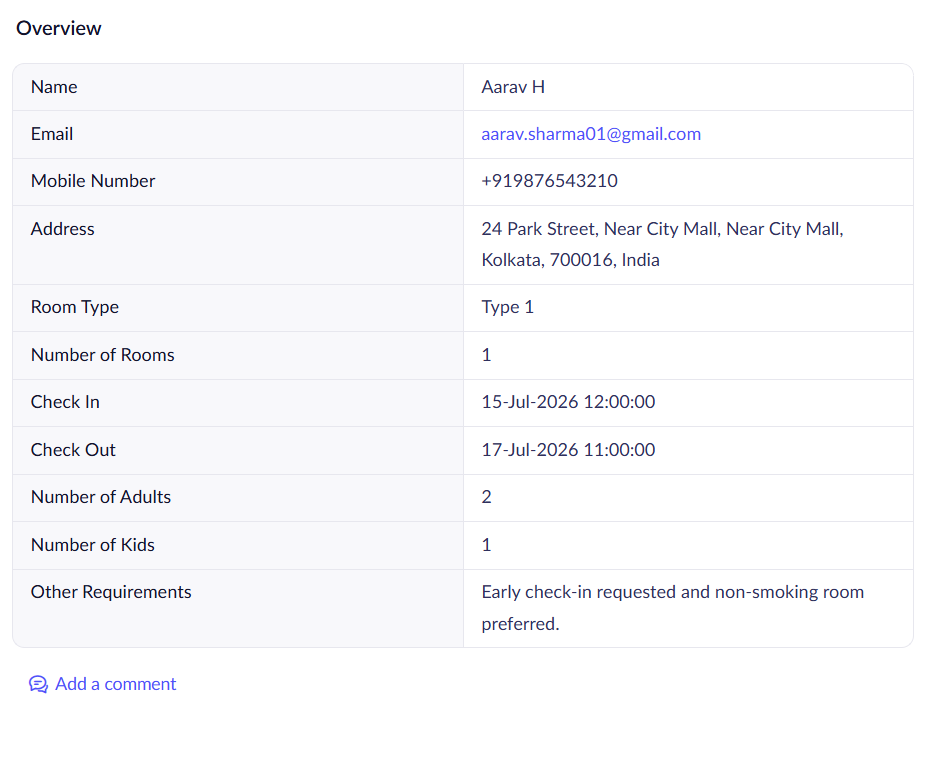 Overview
Name Aarav H
Email aarav.sharma01@gmail.com
Mobile Number +919876543210
Address 24 Park Street, Near City Mall, Near City Mall,
Kolkata, 700016, India
Room Type Type 1
Number of Rooms 1
Check In 15-Jul-2026 12:00:00
Check Out 17-Jul-2026 11:00:00
Number of Adults 2
Number of Kids 1
Other Requirements Early check-in requested and non-smoking room
preferred.
Add a comment